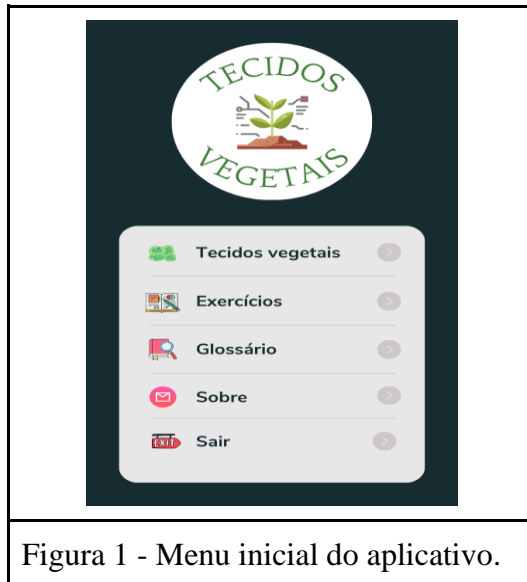 TECIDOS
VEGETAIS
Tecidos vegetais
Exercícios
Glossário
Sobre
EXIT
Sair
Figura 1 - Menu inicial do aplicativo.